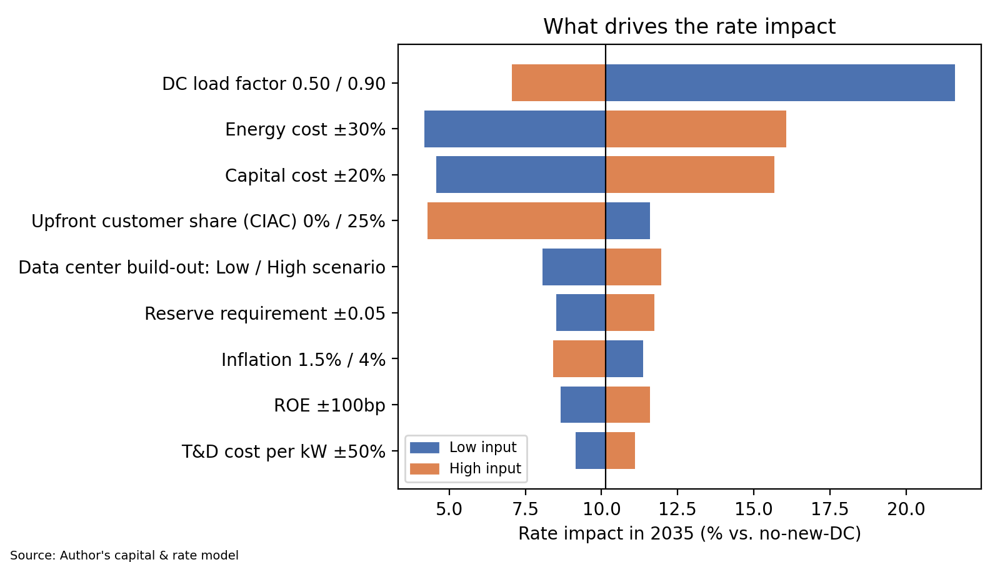 What drives the rate impact
DC load factor 0.50 / 0.90
Energy cost ±30%
Capital cost ±20%
Upfront customer share (CIAC) 0% / 25%
Data center build-out: Low / High scenario
Reserve requirement ±0.05
Inflation 1.5% / 4%
ROE ±100bp
T&D cost per kW ±50%
Low input
High input
5.0 7.5 10.0 12.5 15.0 17.5 20.0
Rate impact in 2035 (% vs. no-new-DC)
Source: Author's capital & rate model